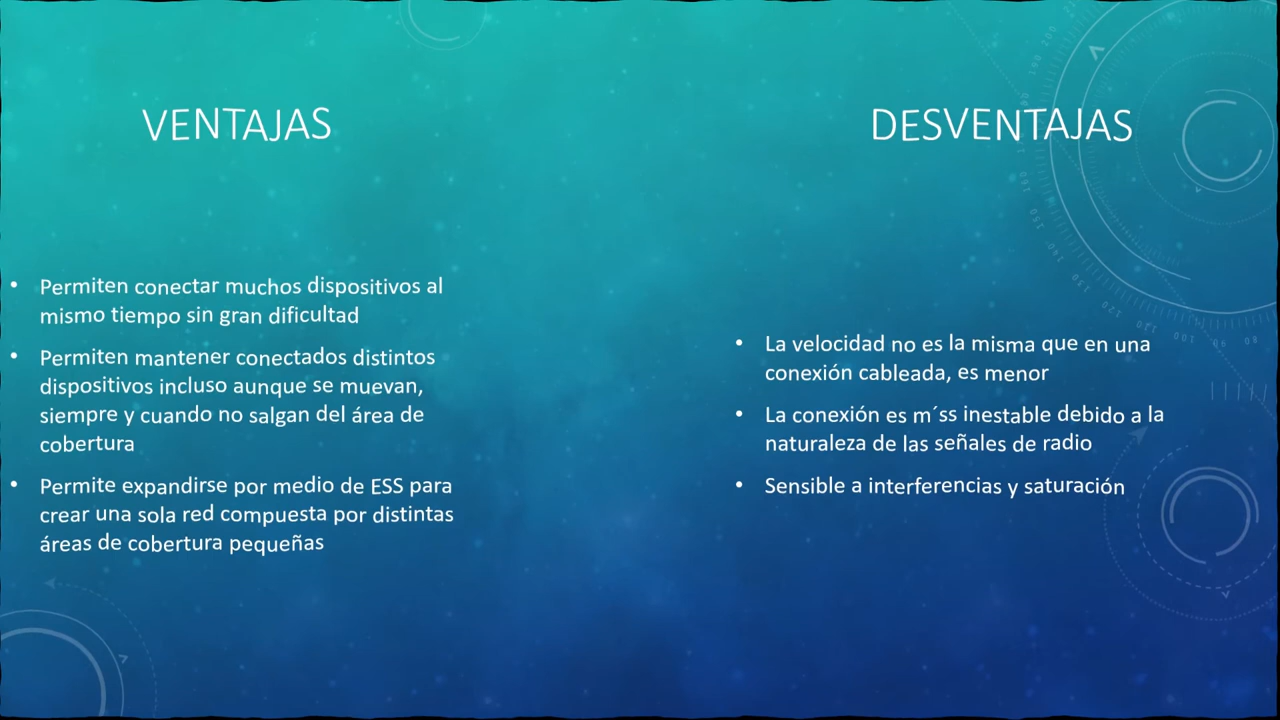 VENTAJAS
• Permiten conectar muchos dispositivos al
mismo tiempo sin gran dificultad
• Permiten mantener conectados distintos
dispositivos incluso aunque se muevan,
siempre y cuando no salgan del área de
cobertura
• Permite expandirse por medio de ESS para
crear una sola red compuesta por distintas
áreas de cobertura pequeñas
DESVENTAJAS
• La velocidad no es la misma que en una
conexión cableada, es menor
• La conexión es m´ss inestable debido a la
naturaleza de las señales de radio
• Sensible a interferencias y saturación